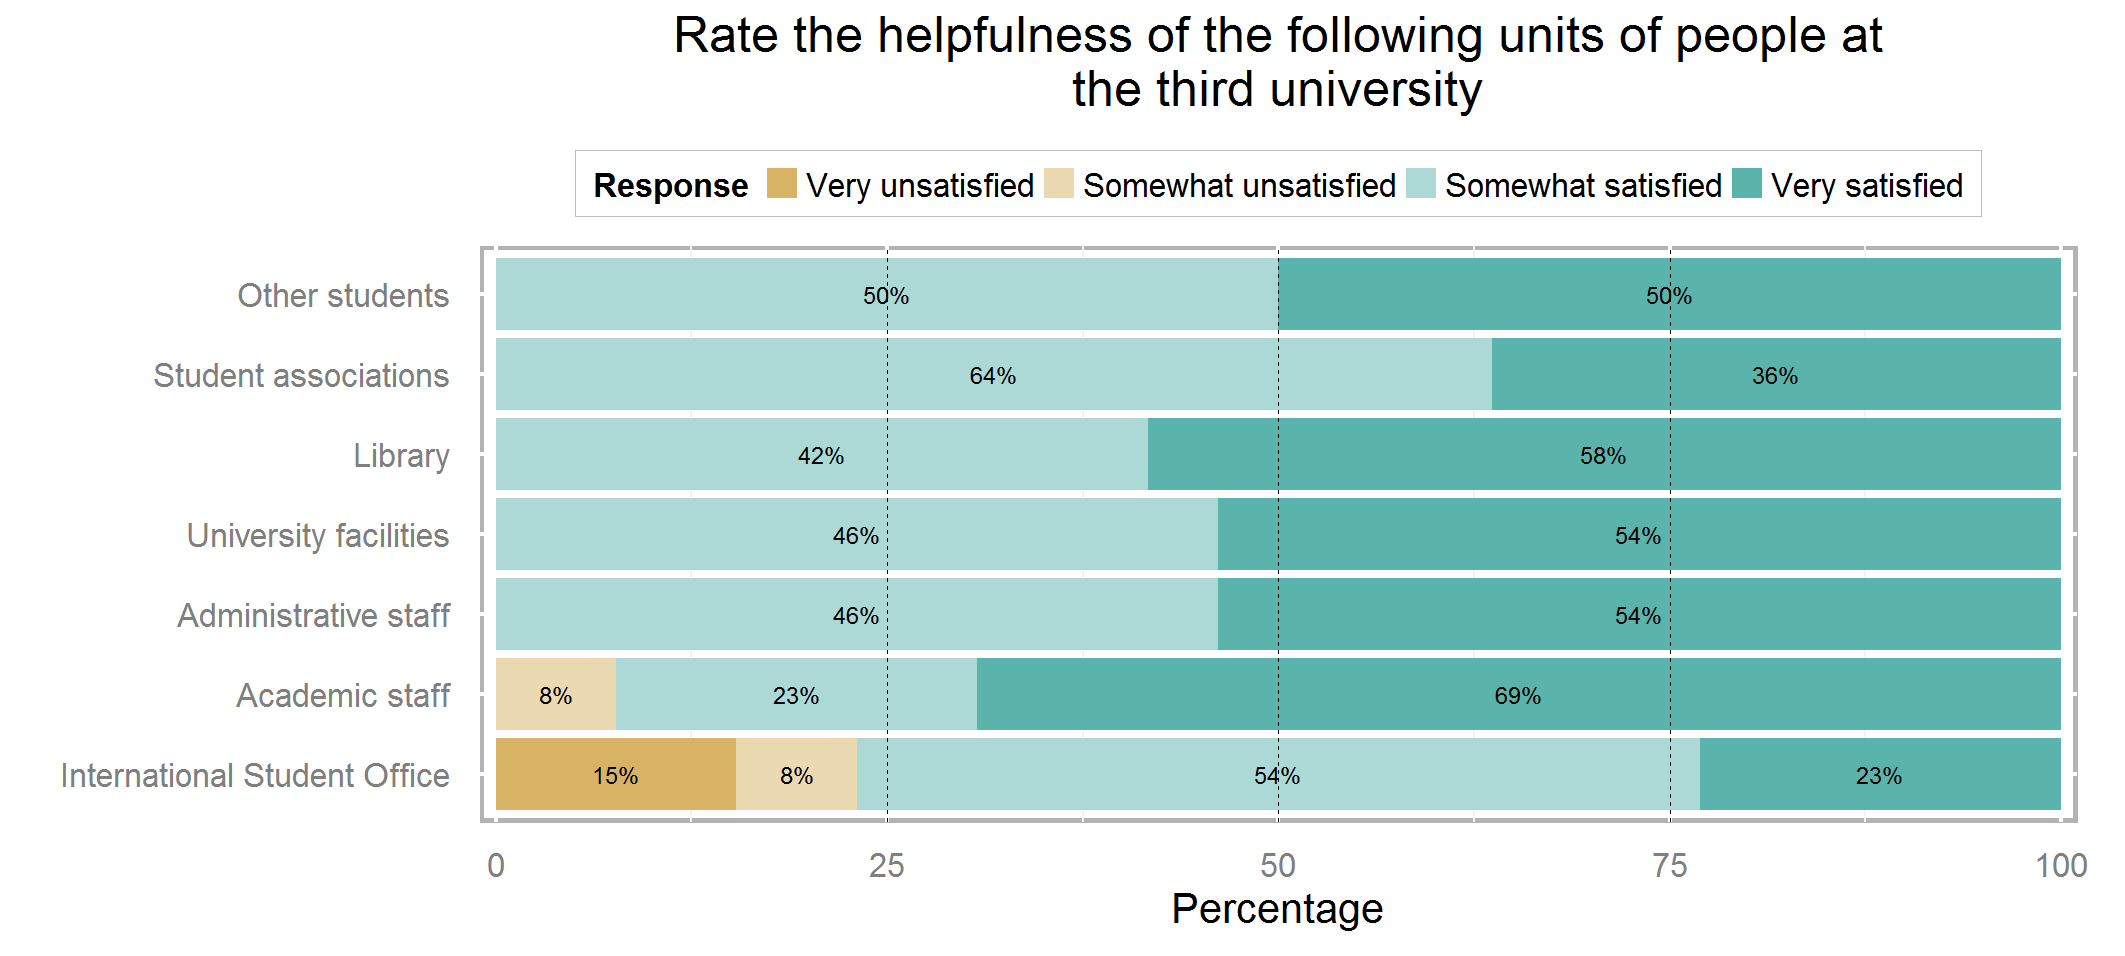 Rate the helpfulness of the following units of people at
the third university
Response Very unsatisfied Somewhat unsatisfied Somewhat satisfied Very satisfied
Other students 50% 50%
Student associations 64% 36%
Library 42% 58%
University facilities 46% 54%
Administrative staff 46% 54%
Academic staff 8% 23% 69%
International Student Office 15% 8% 54% 23%
0 25 50 75 100
Percentage